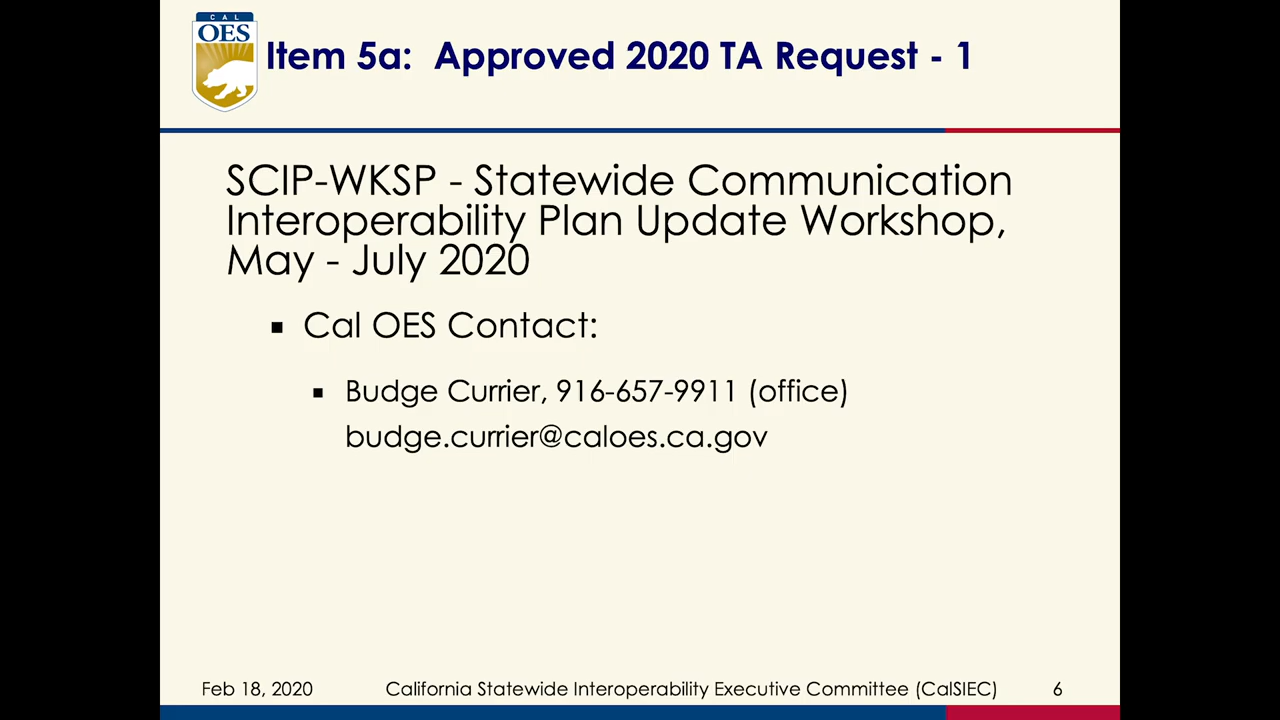 CAL
OES
Item 5a: Approved 2020 TA Request - 1
SCIP-WKSP - Statewide Communication
Interoperability Plan Update Workshop,
May - July 2020
▪ Cal OES Contact:
▪ Budge Currier, 916-657-9911 (office)
budge.currier@caloes.ca.gov
Feb 18, 2020 California Statewide Interoperability Executive Committee (CalSIEC) 6